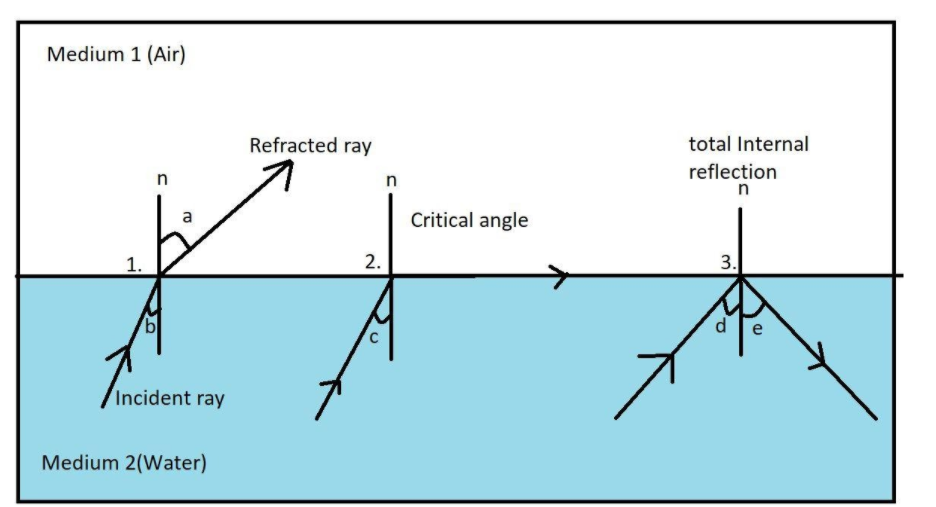 Medium 1 (Air)
Refracted ray
total Internal
reflection
n
n
n
a
Critical angle
1.
2.
3.
b
c
d
e
Incident ray
Medium 2(Water)